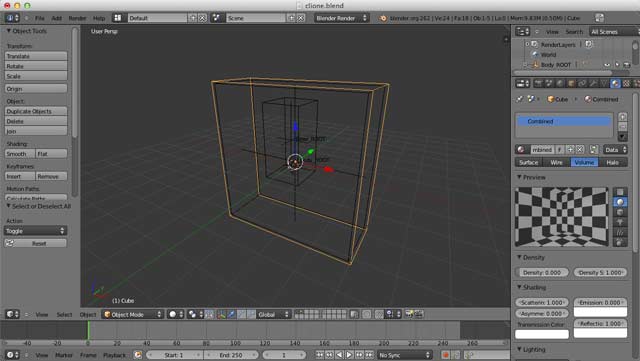 clione.blend
File Render Window Help Default Scene Blender Render blender.org 262 | Ve:24 | Fa:18 | Ob:1-5 | La:0 | Mem:9.83M (0.50M) | Cube
Object Tools
Transform:
Translate
Rotate
Scale
Origin
Object:
Duplicate Objects
Delete
Join
Shading:
Smooth Flat
Keyframes:
Insert Remove
Motion Paths:
Calculate Paths
Select or Deselect All
Action
Toggle
Reset
User Persp
(1) Cube
View Select Object Object Mode Global
-40 -20 0 20 40 60 80 100 120 140 160 180 200 220 240 260
View Marker Frame Playback Start: 1 End: 250 1 No Sync
View Search All Scenes
RenderLayers
World
Body_ROOT
Cube Combined
Combined
mbined F Data
Surface Wire Volume Halo
Preview
Density
Density: 0.000 Density S: 1.000
Shading
Scatterin: 1.000 Emission: 0.000
Asymme: 0.000
Transmission Color: Reflectio: 1.000
Lighting